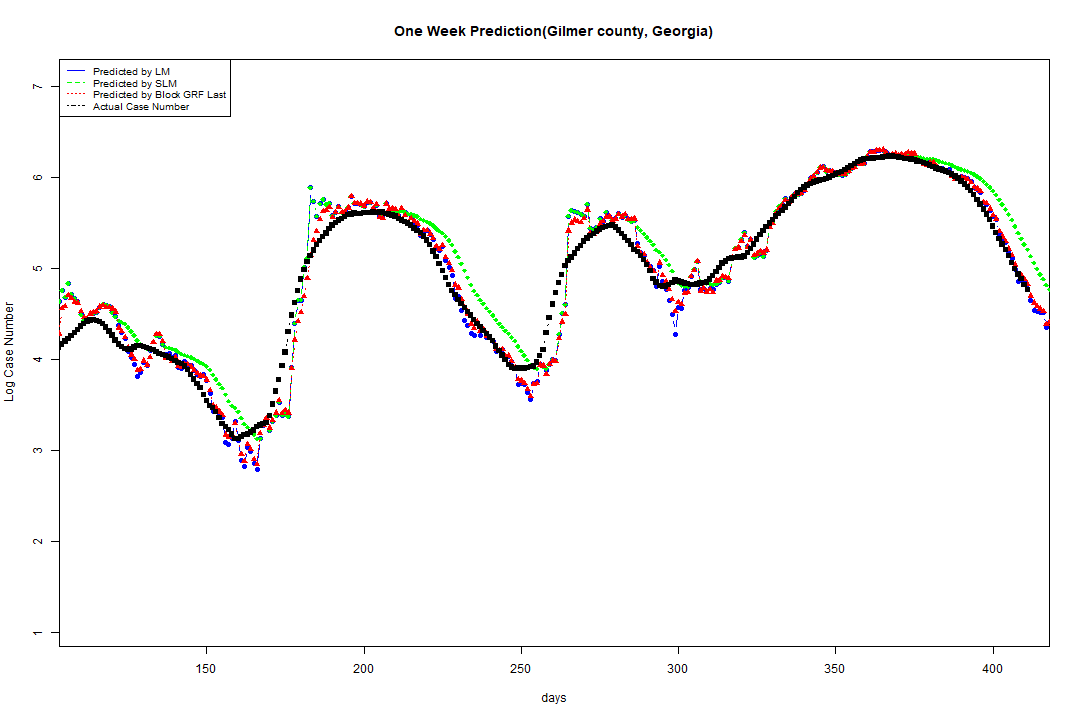 One Week Prediction(Gilmer county, Georgia)
Predicted by LM
Predicted by SLM
Predicted by Block GRF Last
Actual Case Number
Log Case Number
7
6
5
4
3
2
1
150 200 250 300 350 400
days